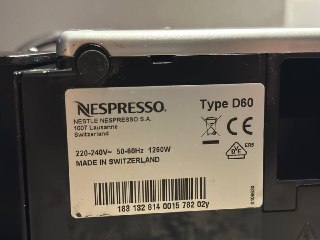 NESPRESSO.
Type D60
NESTLE NESPRESSO S.A.
1007 Lausanne
Switzerland
220-240V~ 50-60Hz 1260W
MADE IN SWITZERLAND
183 132 614 0015 782 02y